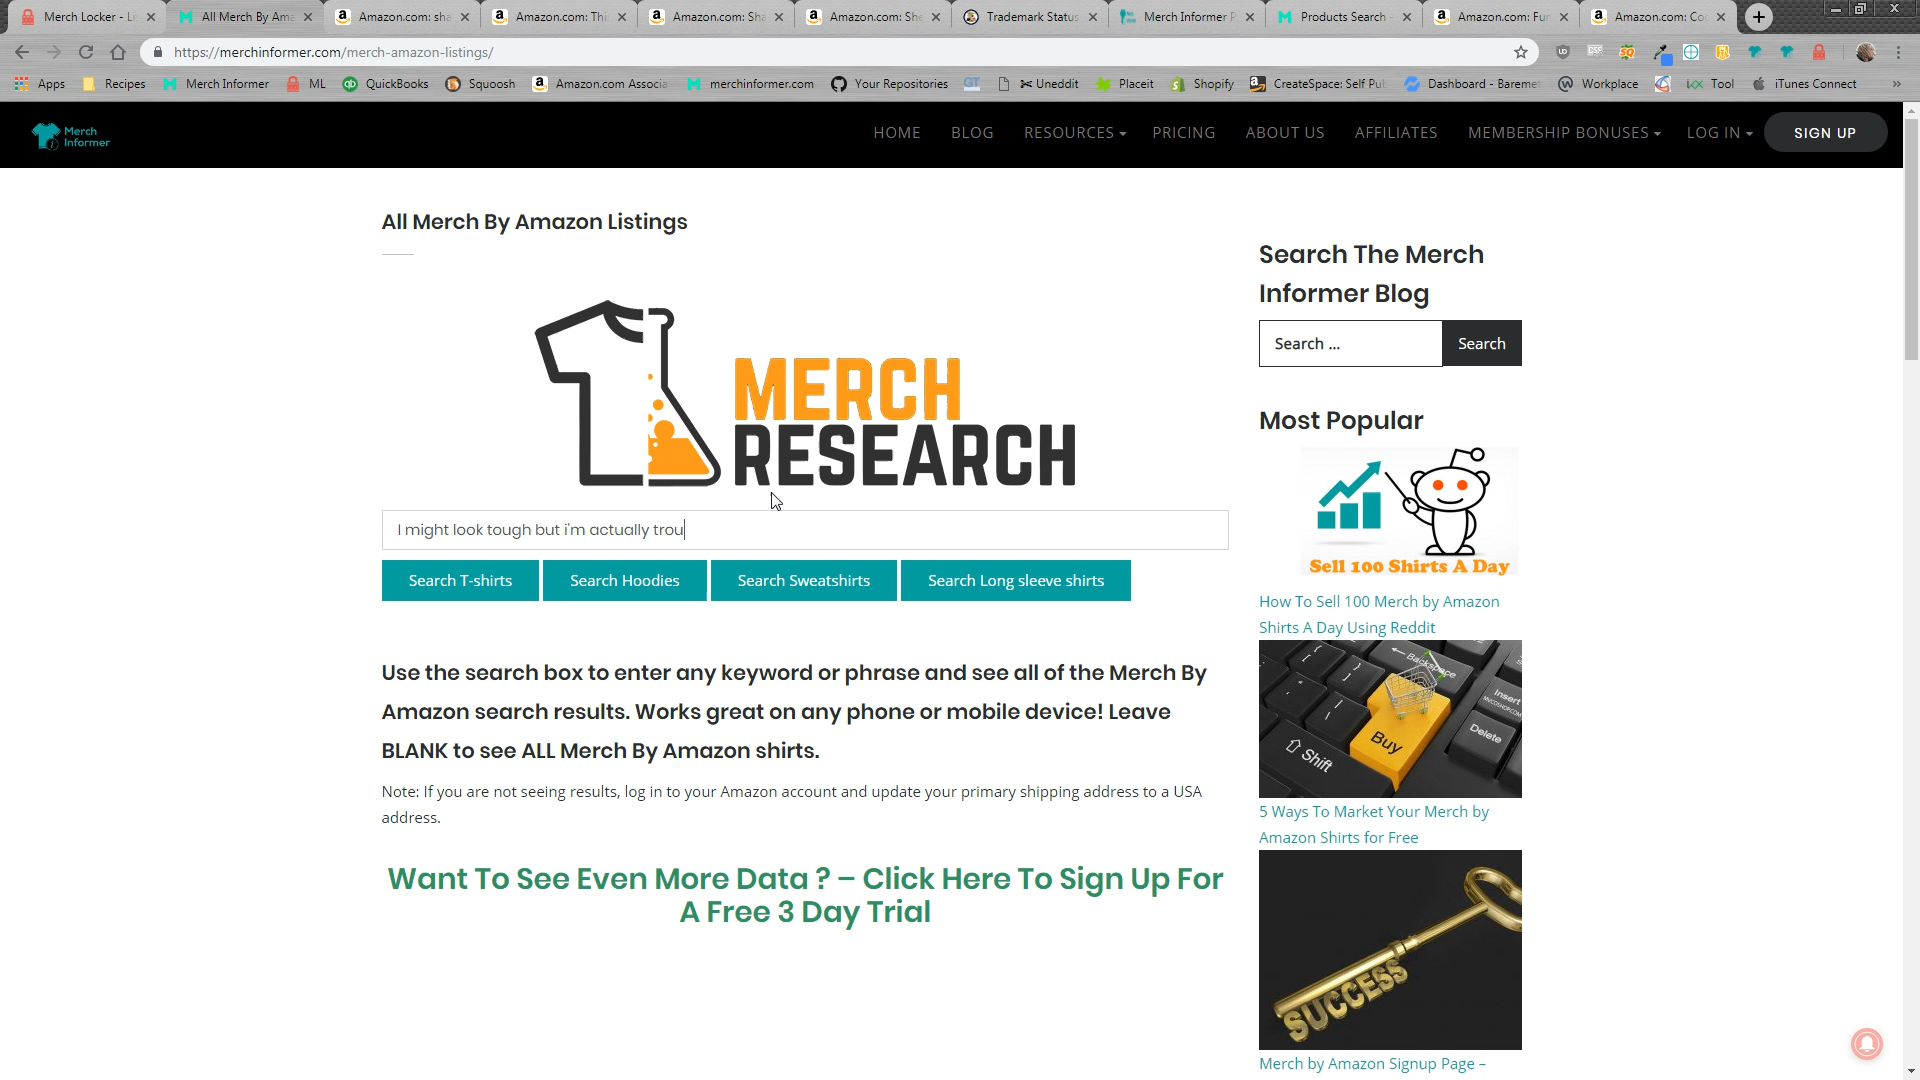 Merch Locker - Li
All Merch By Ama
Amazon.com: sha
Amazon.com: Thi
Amazon.com: Sha
Amazon.com: She
Trademark Status
Merch Informer P
Products Search -
Amazon.com: Fun
Amazon.com: Co
https://merchinformer.com/merch-amazon-listings/
Apps
Recipes
Merch Informer
ML
QuickBooks
Squoosh
Amazon.com Associa
merchinformer.com
Your Repositories
GT
Uneddit
Placeit
Shopify
CreateSpace: Self Pub
Dashboard - Baremet
Workplace
Tool
iTunes Connect
Merch
Informer
HOME
BLOG
RESOURCES
PRICING
ABOUT US
AFFILIATES
MEMBERSHIP BONUSES
LOG IN
SIGN UP
All Merch By Amazon Listings
MERCH
RESEARCH
I might look tough but i'm actually trou
Search T-shirts
Search Hoodies
Search Sweatshirts
Search Long sleeve shirts
Use the search box to enter any keyword or phrase and see all of the Merch By
Amazon search results. Works great on any phone or mobile device! Leave
BLANK to see ALL Merch By Amazon shirts.
Note: If you are not seeing results, log in to your Amazon account and update your primary shipping address to a USA
address.
Want To See Even More Data ? – Click Here To Sign Up For
A Free 3 Day Trial
Search The Merch
Informer Blog
Search ...
Search
Most Popular
Sell 100 Shirts A Day
How To Sell 100 Merch by Amazon
Shirts A Day Using Reddit
Backspace
Insert
Buy
Delete
Shift
5 Ways To Market Your Merch by
Amazon Shirts for Free
SUCCESS
Merch by Amazon Signup Page –